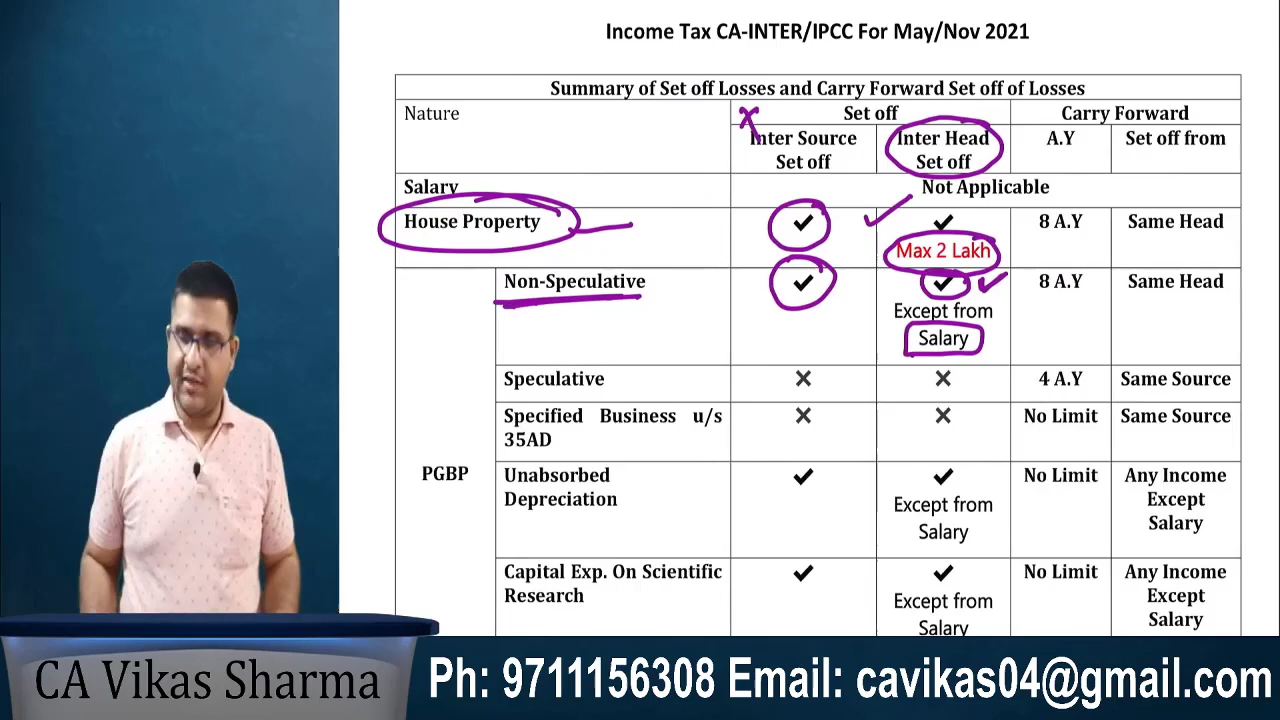 Income Tax CA-INTER/IPCC For May/Nov 2021
Summary of Set off Losses and Carry Forward Set off of Losses
Nature Set off Carry Forward
Inter Source Inter Head A.Y Set off from
Set off Set off
Salary Not Applicable
House Property ✓ ✓ 8 A.Y Same Head
Max 2 Lakh
Non-Speculative ✓ ✓ 8 A.Y Same Head
Except from
Salary
Speculative ✕ ✕ 4 A.Y Same Source
Specified Business u/s ✕ ✕ No Limit Same Source
35AD
PGBP
Unabsorbed ✓ ✓ No Limit Any Income
Depreciation Except from Except
Salary Salary
Capital Exp. On Scientific ✓ ✓ No Limit Any Income
Research Except from Except
Salary Salary
CA Vikas Sharma
Ph: 9711156308 Email: cavikas04@gmail.com